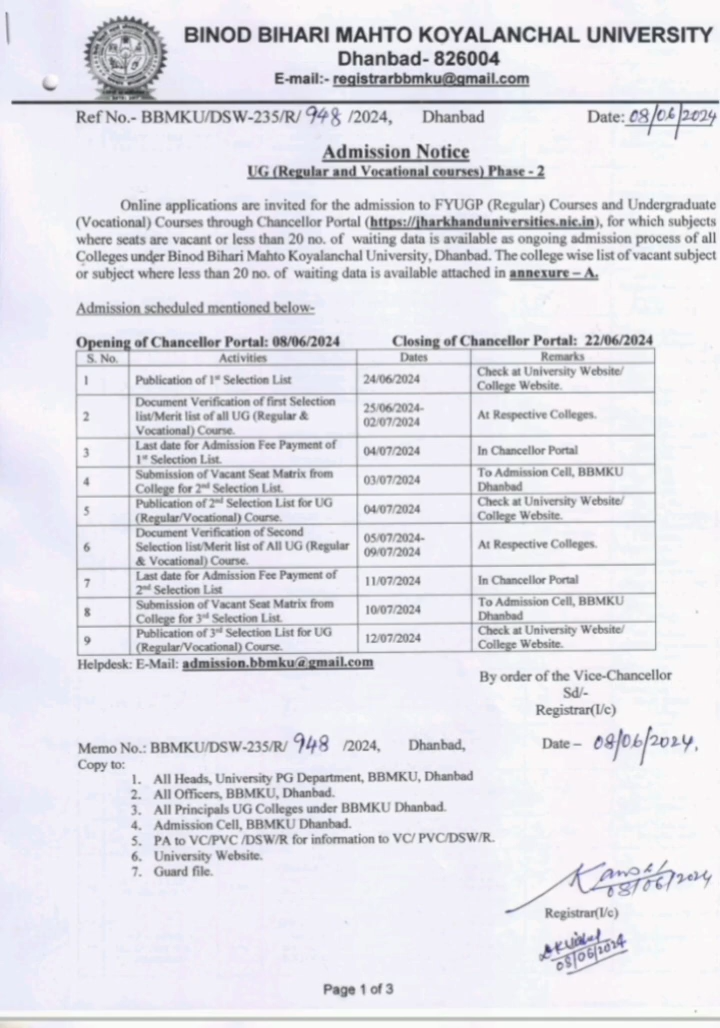 BINOD BIHARI MAHTO KOYALANCHAL UNIVERSITY
Dhanbad- 826004
E-mail:- registrarbbmku@gmail.com
Ref No.- BBMKU/DSW-235/R/ 948 /2024, Dhanbad Date: 08/06/2024
Admission Notice
UG (Regular and Vocational courses) Phase - 2
Online applications are invited for the admission to FYUGP (Regular) Courses and Undergraduate
(Vocational) Courses through Chancellor Portal (https://jharkhanduniversities.nic.in), for which subjects
where seats are vacant or less than 20 no. of waiting data is available as ongoing admission process of all
Colleges under Binod Bihari Mahto Koyalanchal University, Dhanbad. The college wise list of vacant subject
or subject where less than 20 no. of waiting data is available attached in annexure – A.
Admission scheduled mentioned below-
Opening of Chancellor Portal: 08/06/2024 Closing of Chancellor Portal: 22/06/2024
S. No. Activities Dates Remarks
1 Publication of 1st Selection List 24/06/2024 Check at University Website/
College Website.
2 Document Verification of first Selection
list/Merit list of all UG (Regular &
Vocational) Course. 25/06/2024-
02/07/2024 At Respective Colleges.
3 Last date for Admission Fee Payment of
1st Selection List. 04/07/2024 In Chancellor Portal
4 Submission of Vacant Seat Matrix from
College for 2nd Selection List. 03/07/2024 To Admission Cell, BBMKU
Dhanbad
5 Publication of 2nd Selection List for UG
(Regular/Vocational) Course. 04/07/2024 Check at University Website/
College Website.
6 Document Verification of Second
Selection list/Merit list of All UG (Regular
& Vocational) Course. 05/07/2024-
09/07/2024 At Respective Colleges.
7 Last date for Admission Fee Payment of
2nd Selection List 11/07/2024 In Chancellor Portal
8 Submission of Vacant Seat Matrix from
College for 3rd Selection List. 10/07/2024 To Admission Cell, BBMKU
Dhanbad
9 Publication of 3rd Selection List for UG
(Regular/Vocational) Course. 12/07/2024 Check at University Website/
College Website.
Helpdesk: E-Mail: admission.bbmku@gmail.com
By order of the Vice-Chancellor
Sd/-
Registrar(I/c)
Memo No.: BBMKU/DSW-235/R/ 948 /2024, Dhanbad, Date – 08/06/2024,
Copy to:
1. All Heads, University PG Department, BBMKU, Dhanbad
2. All Officers, BBMKU, Dhanbad.
3. All Principals UG Colleges under BBMKU Dhanbad.
4. Admission Cell, BBMKU Dhanbad.
5. PA to VC/PVC /DSW/R for information to VC/ PVC/DSW/R.
6. University Website.
7. Guard file.
08/06/2024
Registrar(I/c)
08/06/2024
Page 1 of 3